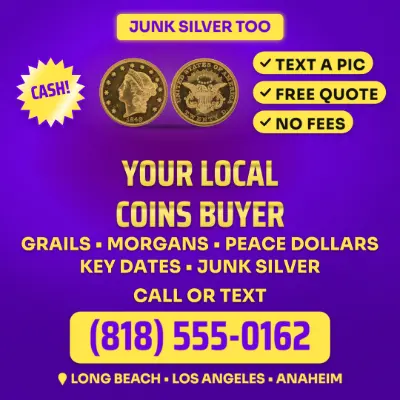 JUNK SILVER TOO
CASH!
✓ TEXT A PIC
✓ FREE QUOTE
✓ NO FEES
YOUR LOCAL
COINS BUYER
GRAILS • MORGANS • PEACE DOLLARS
KEY DATES • JUNK SILVER
CALL OR TEXT
(818) 555-0162
LONG BEACH • LOS ANGELES • ANAHEIM